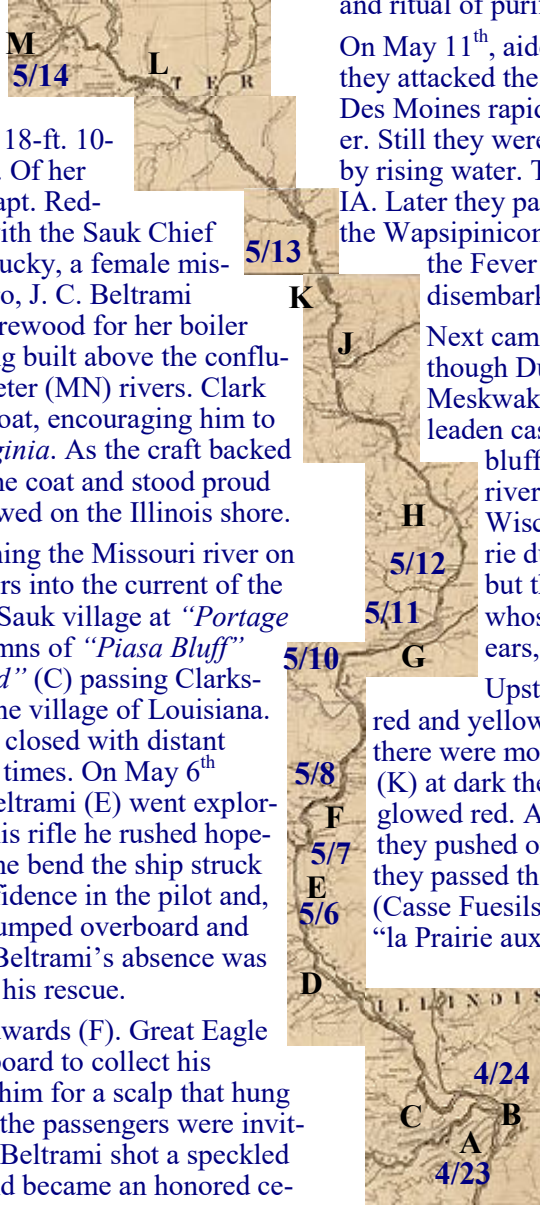 and ritual of puri
On May 11th, aide
they attacked the
Des Moines rapid
er. Still they were
by rising water. T
IA. Later they pa
the Wapsipinicon
the Fever
disembark
Next cam
though Du
Meskwak
leaden cas
bluff
river
Wisc
rie du
but th
whos
ears,
Upst
red and yellow
there were mo
(K) at dark the
glowed red. A
they pushed o
they passed th
(Casse Fuesils
“la Prairie aux
18-ft. 10-
. Of her
apt. Red-
ith the Sauk Chief
ucky, a female mis-
o, J. C. Beltrami
rewood for her boiler
g built above the conflu-
eter (MN) rivers. Clark
oat, encouraging him to
ginia. As the craft backed
he coat and stood proud
wed on the Illinois shore.
ning the Missouri river on
rs into the current of the
Sauk village at “Portage
mns of “Piasa Bluff”
d” (C) passing Clarks-
he village of Louisiana.
closed with distant
times. On May 6th
eltrami (E) went explor-
is rifle he rushed hope-
he bend the ship struck
fidence in the pilot and,
umped overboard and
Beltrami’s absence was
his rescue.
dwards (F). Great Eagle
board to collect his
him for a scalp that hung
the passengers were invit-
Beltrami shot a speckled
d became an honored ce-
M
5/14
L
T E R
5/13
K
J
H
5/12
5/11
5/10
G
5/8
F
5/7
E
5/6
D
ILLINOIS
4/24
C
B
A
4/23